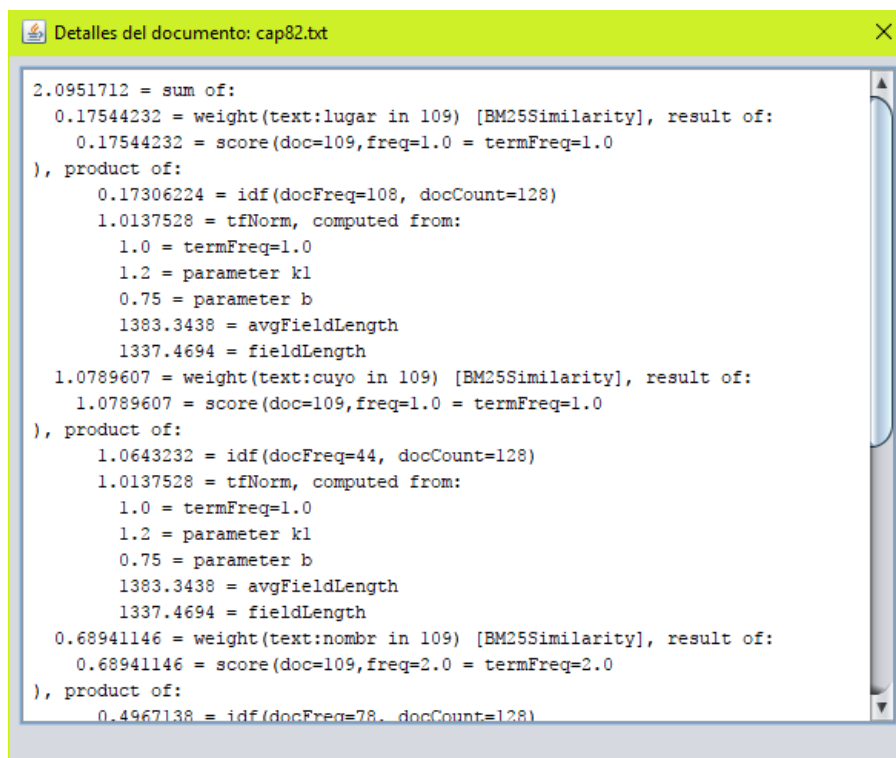 Detalles del documento: cap82.txt
2.0951712 = sum of:
0.17544232 = weight(text:lugar in 109) [BM25Similarity], result of:
0.17544232 = score(doc=109,freq=1.0 = termFreq=1.0
), product of:
0.17306224 = idf(docFreq=108, docCount=128)
1.0137528 = tfNorm, computed from:
1.0 = termFreq=1.0
1.2 = parameter k1
0.75 = parameter b
1383.3438 = avgFieldLength
1337.4694 = fieldLength
1.0789607 = weight(text:cuyo in 109) [BM25Similarity], result of:
1.0789607 = score(doc=109,freq=1.0 = termFreq=1.0
), product of:
1.0643232 = idf(docFreq=44, docCount=128)
1.0137528 = tfNorm, computed from:
1.0 = termFreq=1.0
1.2 = parameter k1
0.75 = parameter b
1383.3438 = avgFieldLength
1337.4694 = fieldLength
0.68941146 = weight(text:nombr in 109) [BM25Similarity], result of:
0.68941146 = score(doc=109,freq=2.0 = termFreq=2.0
), product of:
0.4967138 = idf(docFreq=78, docCount=128)